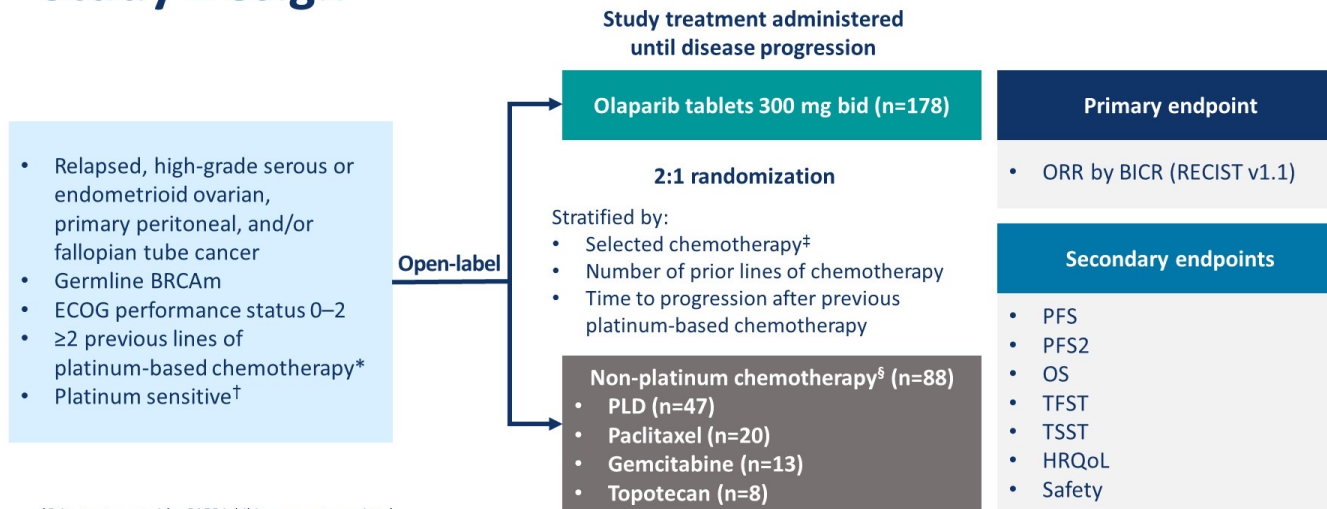 Study treatment administered
until disease progression
• Relapsed, high-grade serous or
endometrioid ovarian,
primary peritoneal, and/or
fallopian tube cancer
• Germline BRCAm
• ECOG performance status 0–2
• ≥2 previous lines of
platinum-based chemotherapy*
• Platinum sensitive†
Open-label
Olaparib tablets 300 mg bid (n=178)
2:1 randomization
Stratified by:
• Selected chemotherapy‡
• Number of prior lines of chemotherapy
• Time to progression after previous
platinum-based chemotherapy
Non-platinum chemotherapy§ (n=88)
• PLD (n=47)
• Paclitaxel (n=20)
• Gemcitabine (n=13)
• Topotecan (n=8)
Primary endpoint
• ORR by BICR (RECIST v1.1)
Secondary endpoints
• PFS
• PFS2
• OS
• TFST
• TSST
• HRQoL
• Safety